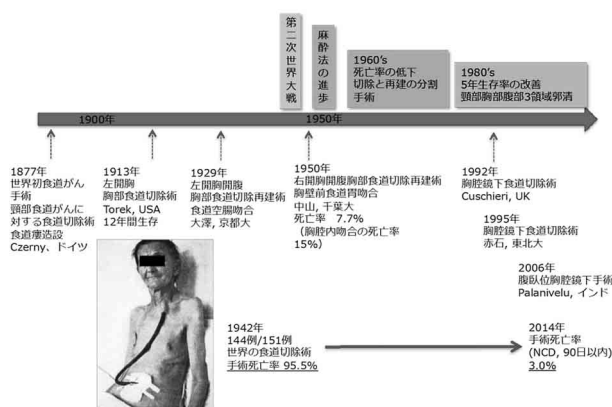 第二次世界大戦
麻酔法の進歩
1960's
死亡率の低下
切除と再建の分割
手術
1980's
5年生存率の改善
頸部胸部腹部3領域郭清
1900年
1950年
1877年
世界初食道がん
手術
頸部食道がんに
対する食道切除術
食道瘻造設
Czerny、ドイツ
1913年
左開胸
胸部食道切除術
Torek, USA
12年間生存
1929年
左開胸開腹
胸部食道切除再建術
食道空腸吻合
大澤, 京都大
1950年
右開胸開腹胸部食道切除再建術
胸壁前食道胃吻合
中山, 千葉大
死亡率 7.7%
（胸腔内吻合の死亡率
15%）
1992年
胸腔鏡下食道切除術
Cuschieri, UK
1995年
胸腔鏡下食道切除術
赤石, 東北大
2006年
腹臥位胸腔鏡下手術
Palanivelu, インド
1942年
144例/151例
世界の食道切除術
手術死亡率 95.5%
2014年
手術死亡率
(NCD, 90日以内)
3.0%